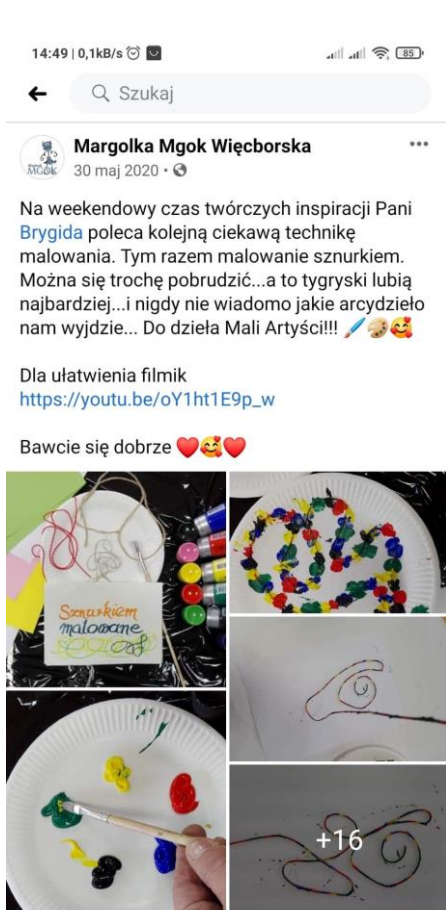 14:49 | 0,1kB/s
85
Szukaj
Margolka Mgok Więcborska
30 maj 2020
MGOK
Na weekendowy czas twórczych inspiracji Pani
Brygida poleca kolejną ciekawą technikę
malowania. Tym razem malowanie sznurkiem.
Można się trochę pobrudzić...a to tygryski lubią
najbardziej...i nigdy nie wiadomo jakie arcydzieło
nam wyjdzie... Do dzieła Mali Artyści!!! 🖌️🎨🥰
Dla ułatwienia filmik
https://youtu.be/oY1ht1E9p_w
Bawcie się dobrze ❤️🥰❤️
Sznurkiem
malowane
+16